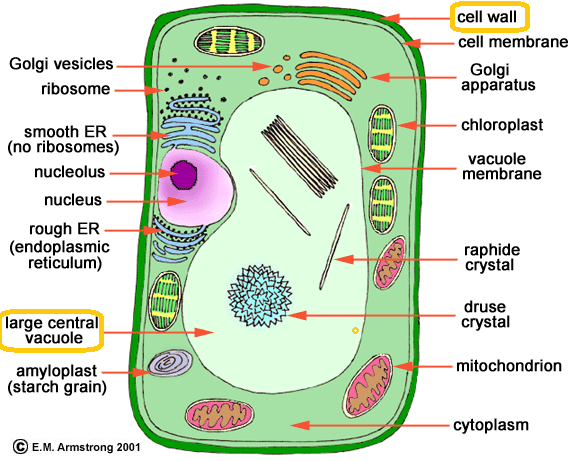 cell wall
cell membrane
Golgi vesicles
Golgi
apparatus
ribosome
chloroplast
smooth ER
(no ribosomes)
vacuole
membrane
nucleolus
nucleus
rough ER
(endoplasmic
reticulum)
raphide
crystal
large central
vacuole
druse
crystal
amyloplast
(starch grain)
mitochondrion
cytoplasm
© E.M. Armstrong 2001